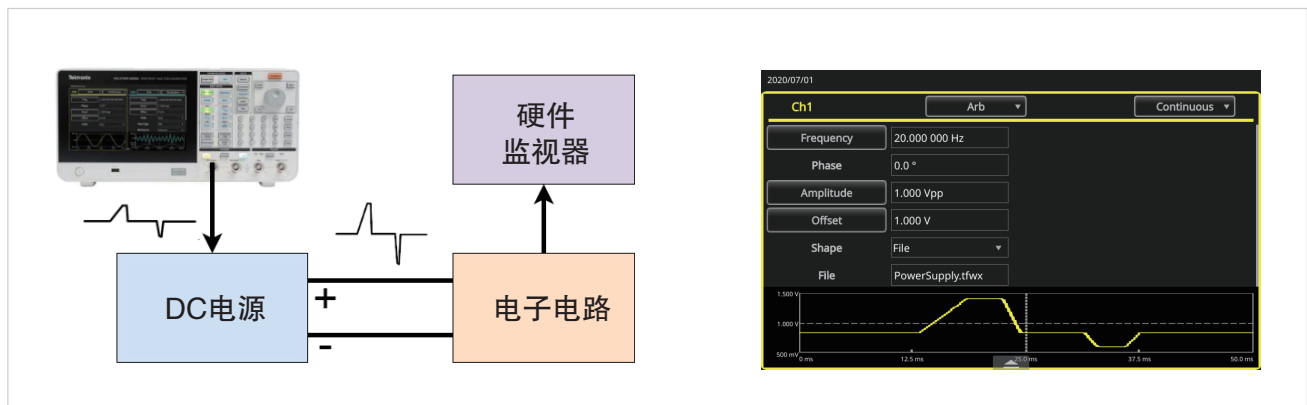 Tektronix
硬件
监视器
DC电源
+
-
电子电路
2020/07/01
Ch1
Arb
Continuous
Frequency
20.000 000 Hz
Phase
0.0 °
Amplitude
1.000 Vpp
Offset
1.000 V
Shape
File
File
PowerSupply.tfwx
1.500 V
1.000 V
500 mV
0 ms
12.5 ms
25.0 ms
37.5 ms
50.0 ms